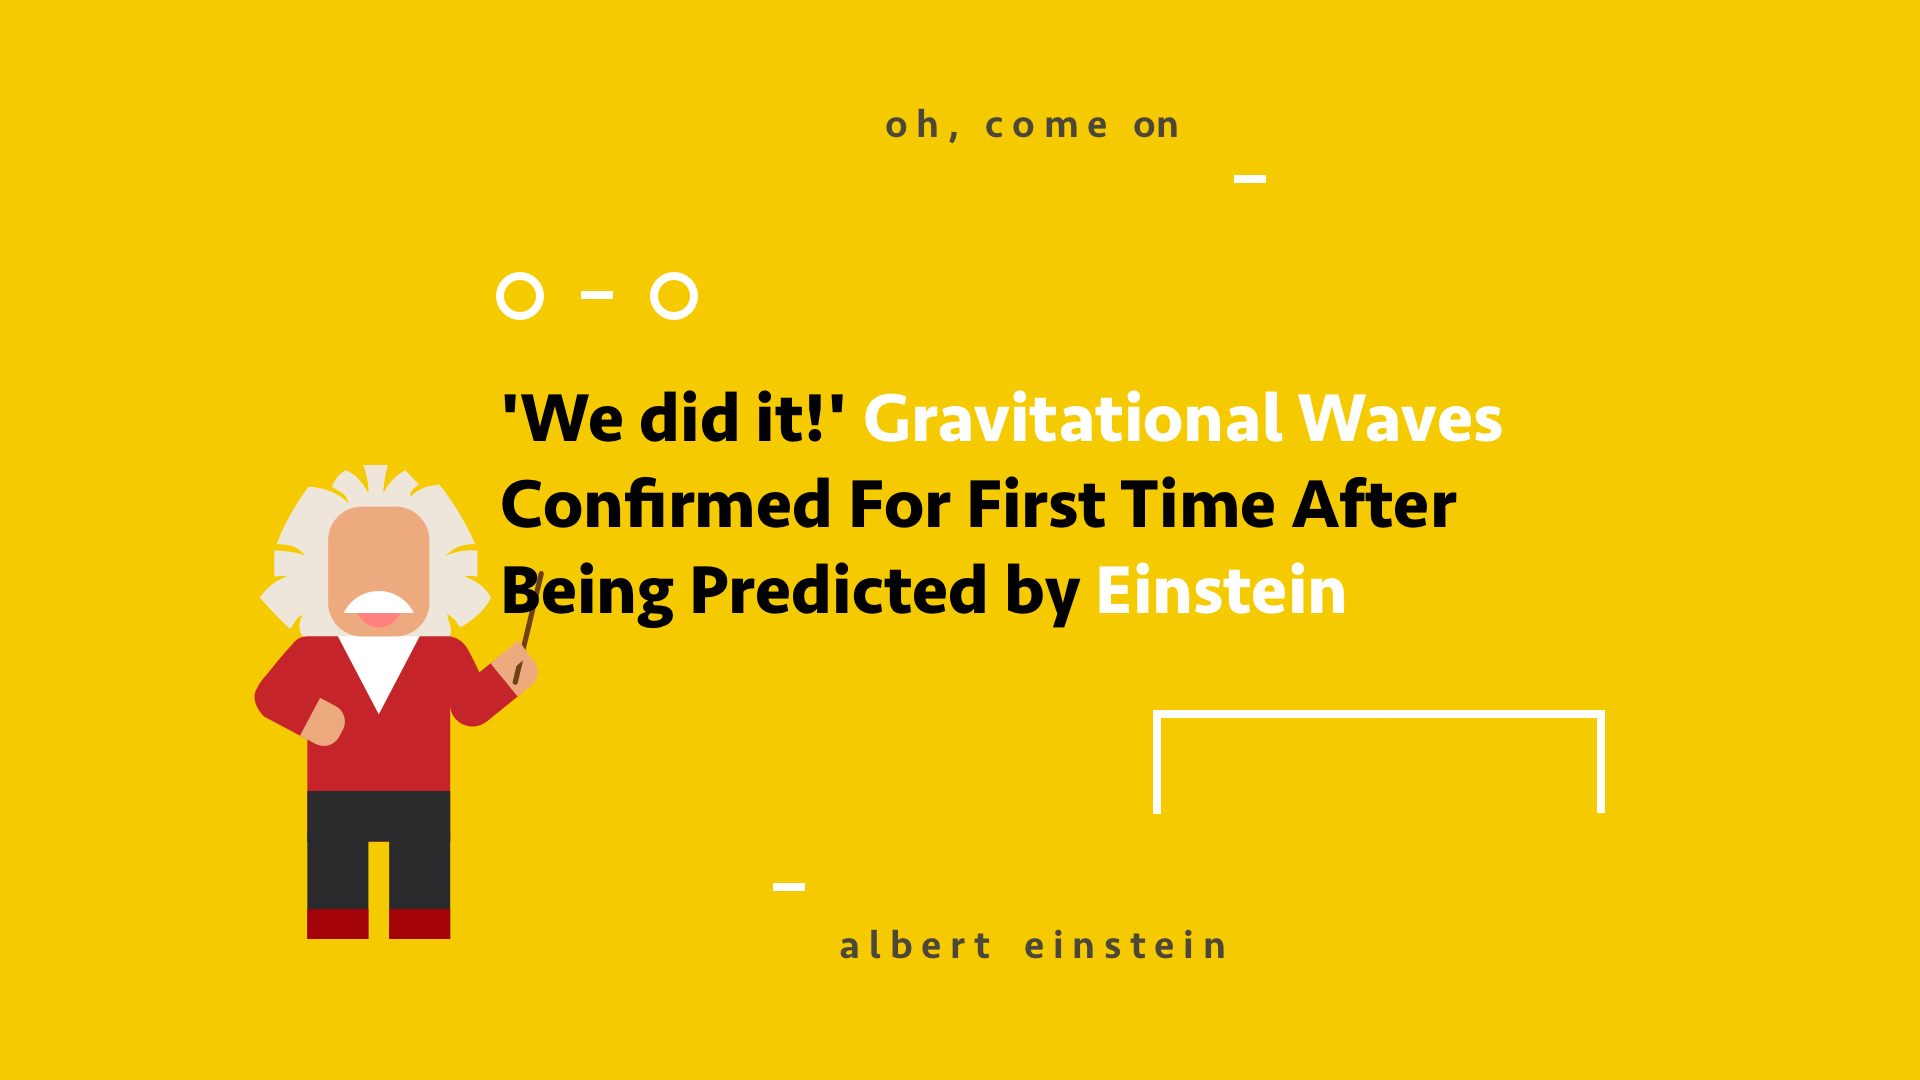 oh, come on
'We did it!' Gravitational Waves
Confirmed For First Time After
Being Predicted by Einstein
albert einstein